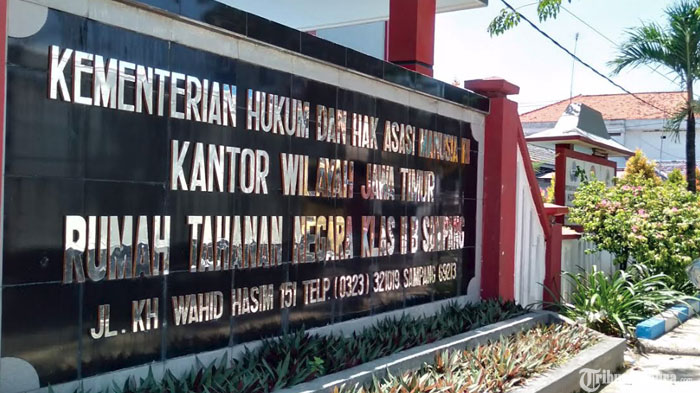 KEMENTERIAN HUKUM DAN HAK ASASI MANUSIA RI
KANTOR WILAYAH JAWA TIMUR
RUMAH TAHANAN NEGARA KLAS II B SAMPANG
JL. KH WAHID HASIM 151 TELP. (0323) 321019 SAMPANG 69213